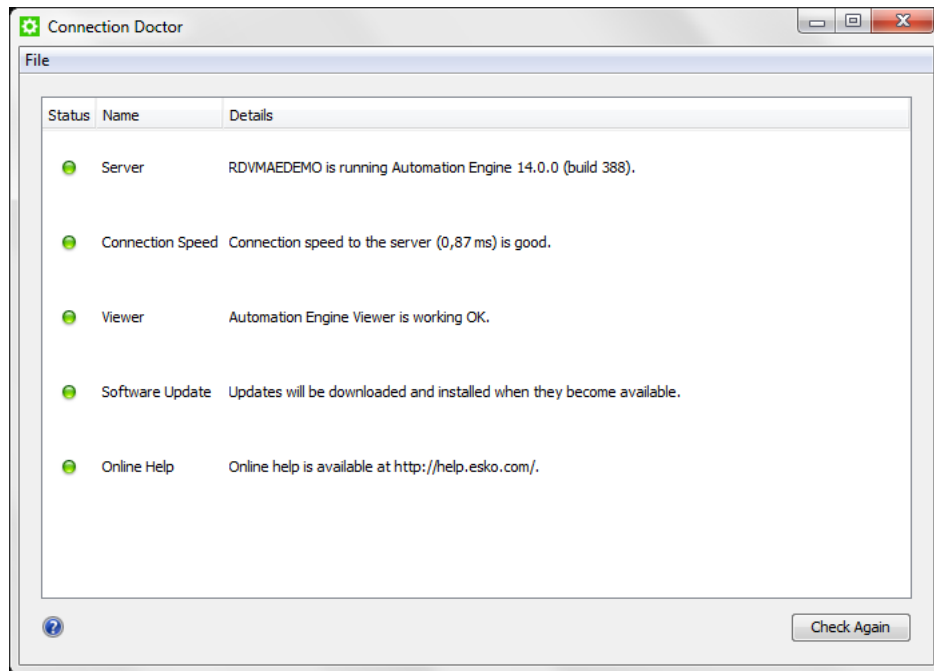 Connection Doctor
File
Status Name Details
Server RDVMAEDEMO is running Automation Engine 14.0.0 (build 388).
Connection Speed Connection speed to the server (0,87 ms) is good.
Viewer Automation Engine Viewer is working OK.
Software Update Updates will be downloaded and installed when they become available.
Online Help Online help is available at http://help.esko.com/.
? Check Again